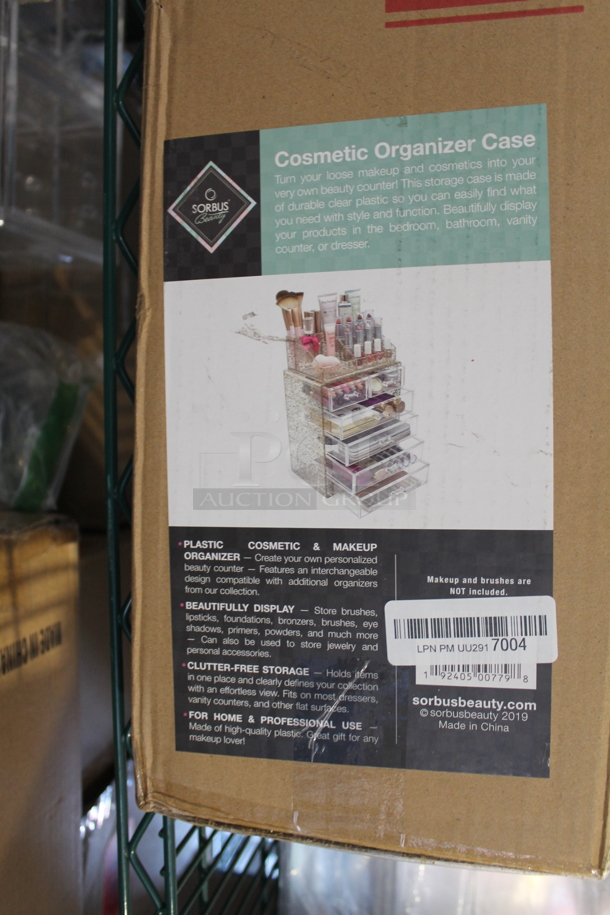 Cosmetic Organizer Case
Turn your loose makeup and cosmetics into your
very own beauty counter! This storage case is made
of durable clear plastic so you can easily find what
you need with style and function. Beautifully display
your products in the bedroom, bathroom, vanity
counter, or dresser.
SORBUS
Beauty
AUCTION GROUP
• PLASTIC COSMETIC & MAKEUP
ORGANIZER – Create your own personalized
beauty counter – Features an interchangeable
design compatible with additional organizers
from our collection.
• BEAUTIFULLY DISPLAY – Store brushes,
lipsticks, foundations, bronzers, brushes, eye
shadows, primers, powders, and much more
– Can also be used to store jewelry and
personal accessories.
• CLUTTER-FREE STORAGE – Holds items
in one place and clearly defines your collection
with an effortless view. Fits on most dressers,
vanity counters, and other flat surfaces.
• FOR HOME & PROFESSIONAL USE –
Made of high-quality plastic. Great gift for any
makeup lover!
Makeup and brushes are
NOT included.
LPN PM UU291 7004
1 92405 00779 8
sorbusbeauty.com
© sorbusbeauty 2019
Made in China
MADE IN CHINA